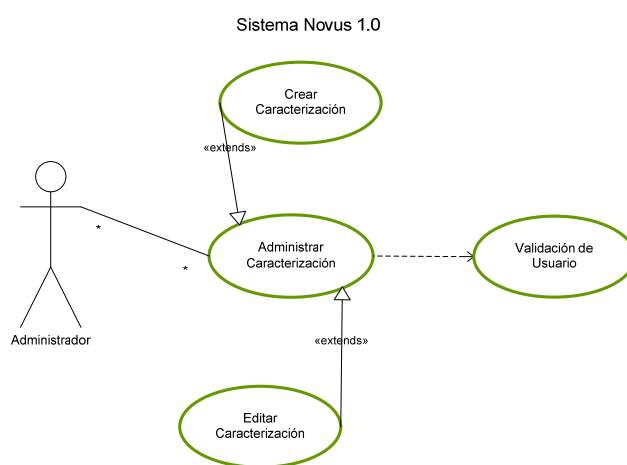 Sistema Novus 1.0
Crear
Caracterización
«extends»
*
*
Administrar
Caracterización
Validación de
Usuario
Administrador
«extends»
Editar
Caracterización